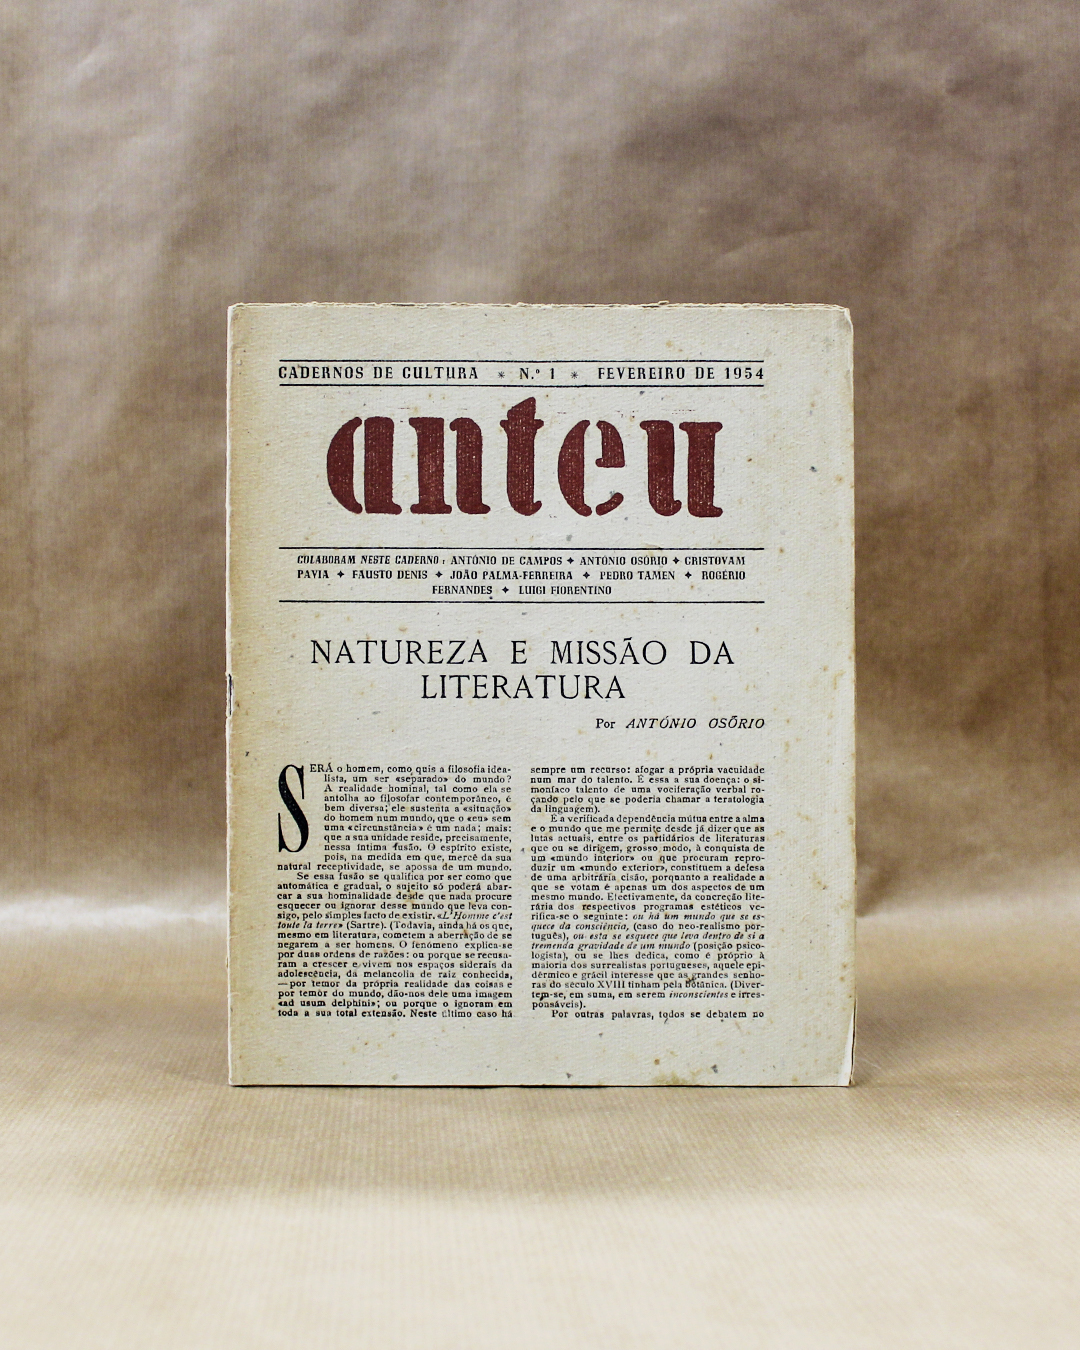 CADERNOS DE CULTURA * N.º 1 * FEVEREIRO DE 1954
anteu
COLABORAM NESTE CADERNO: ANTÓNIO DE CAMPOS ✦ ANTÓNIO OSÓRIO ✦ CRISTOVAM
PAVIA ✦ FAUSTO DENIS ✦ JOÃO PALMA-FERREIRA ✦ PEDRO TAMEN ✦ ROGÉRIO
FERNANDES ✦ LUIGI FIORENTINO
NATUREZA E MISSÃO DA
LITERATURA
Por ANTÓNIO OSÓRIO
SERÁ o homem, como quis a filosofia idea-
lista, um ser «separado» do mundo?
A realidade hominal, tal como ela se
antolha ao filosofar contemporâneo, é
bem diversa; ele sustenta a «situação»
do homem num mundo, que o «eu» sem
uma «circunstância» é um nada; mais:
que a sua unidade reside, precisamente,
nessa íntima fusão. O espírito existe,
pois, na medida em que, mercê da sua
natural receptividade, se apossa de um mundo.
Se essa fusão se qualifica por ser como que
automática e gradual, o sujeito só poderá abar-
car a sua hominalidade desde que nada procure
esquecer ou ignorar desse mundo que leva con-
sigo, pelo simples facto de existir. «L'Homme c'est
toute la terre» (Sartre). (Todavia, ainda há os que,
mesmo em literatura, cometem a aberração de se
negarem a ser homens. O fenómeno explica-se
por duas ordens de razões: ou porque se recusa-
ram a crescer e vivem nos espaços siderais da
adolescência, da melancolia de raiz conhecida,
—por temor da própria realidade das coisas e
por temor do mundo, dão-nos dele uma imagem
«ad usum delphini»; ou porque o ignoram em
toda a sua total extensão. Neste último caso há
sempre um recurso: afogar a própria vacuidade
num mar do talento. E essa a sua doença: o si-
moníaco talento de uma vociferação verbal ro-
çando pelo que se poderia chamar a teratologia
da linguagem).
E a verificada dependência mútua entre a alma
e o mundo que me permite desde já dizer que as
lutas actuais, entre os partidários de literaturas
que ou se dirigem, grosso modo, à conquista de
um «mundo interior» ou que procuram repro-
duzir um «mundo exterior», constituem a defesa
de uma arbitrária cisão, porquanto a realidade a
que se votam é apenas um dos aspectos de um
mesmo mundo. Efectivamente, da concreção lite-
rária dos respectivos programas estéticos ve-
rifica-se o seguinte: ou há um mundo que se es-
quece da consciência, (caso do neo-realismo por-
tuguês), ou esta se esquece que leva dentro de si a
tremenda gravidade de um mundo (posição psico-
logista), ou se lhes dedica, como é próprio à
maioria dos surrealistas portugueses, aquele epi-
dérmico e grácil interesse que as grandes senho-
ras do século XVIII tinham pela botânica. (Diver-
tem-se, em suma, em serem inconscientes e irres-
ponsáveis).
Por outras palavras, todos se debatem no